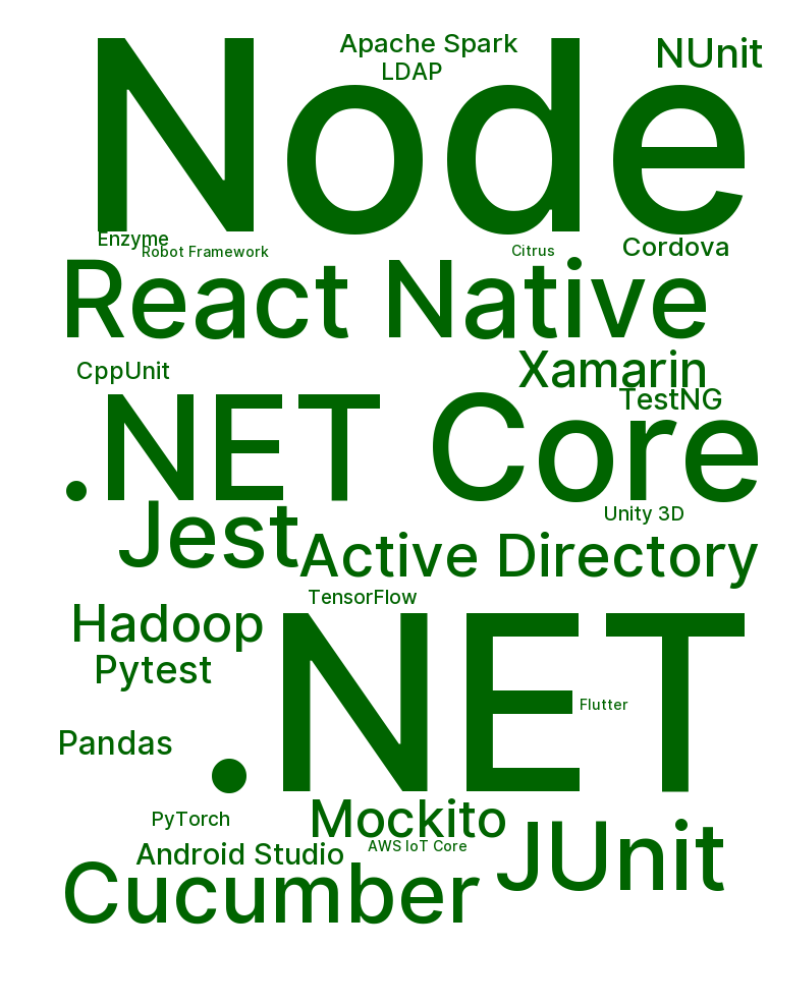 Apache Spark
NUnit
LDAP
Node
Enzyme
Robot Framework
Citrus
Cordova
React Native
CppUnit
Xamarin
TestNG
.NET Core
Jest
Unity 3D
Active Directory
TensorFlow
Hadoop
Pytest
.NET
Flutter
Pandas
PyTorch
Mockito
AWS IoT Core
Android Studio
JUnit
Cucumber